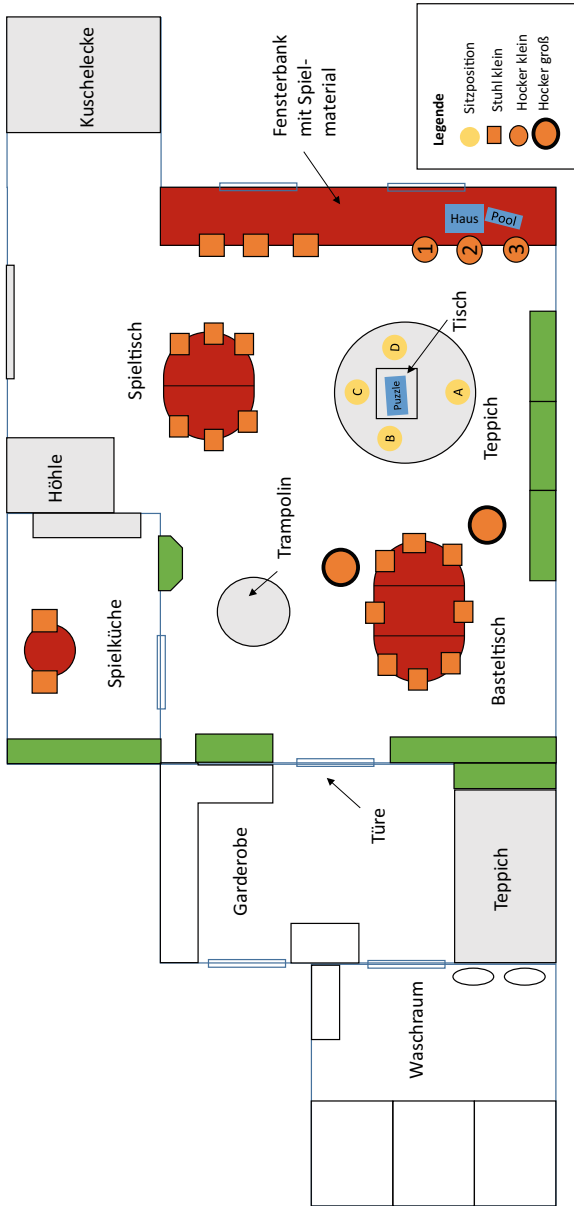 Kuschelecke
Fensterbank
mit Spiel-
material
Legende
Sitzposition
Stuhl klein
Hocker klein
Hocker groß
Haus
Pool
1
2
3
Spieltisch
Tisch
D
C
Puzzle
B
A
Teppich
Höhle
Trampolin
Spielküche
Basteltisch
Türe
Garderobe
Teppich
Waschraum